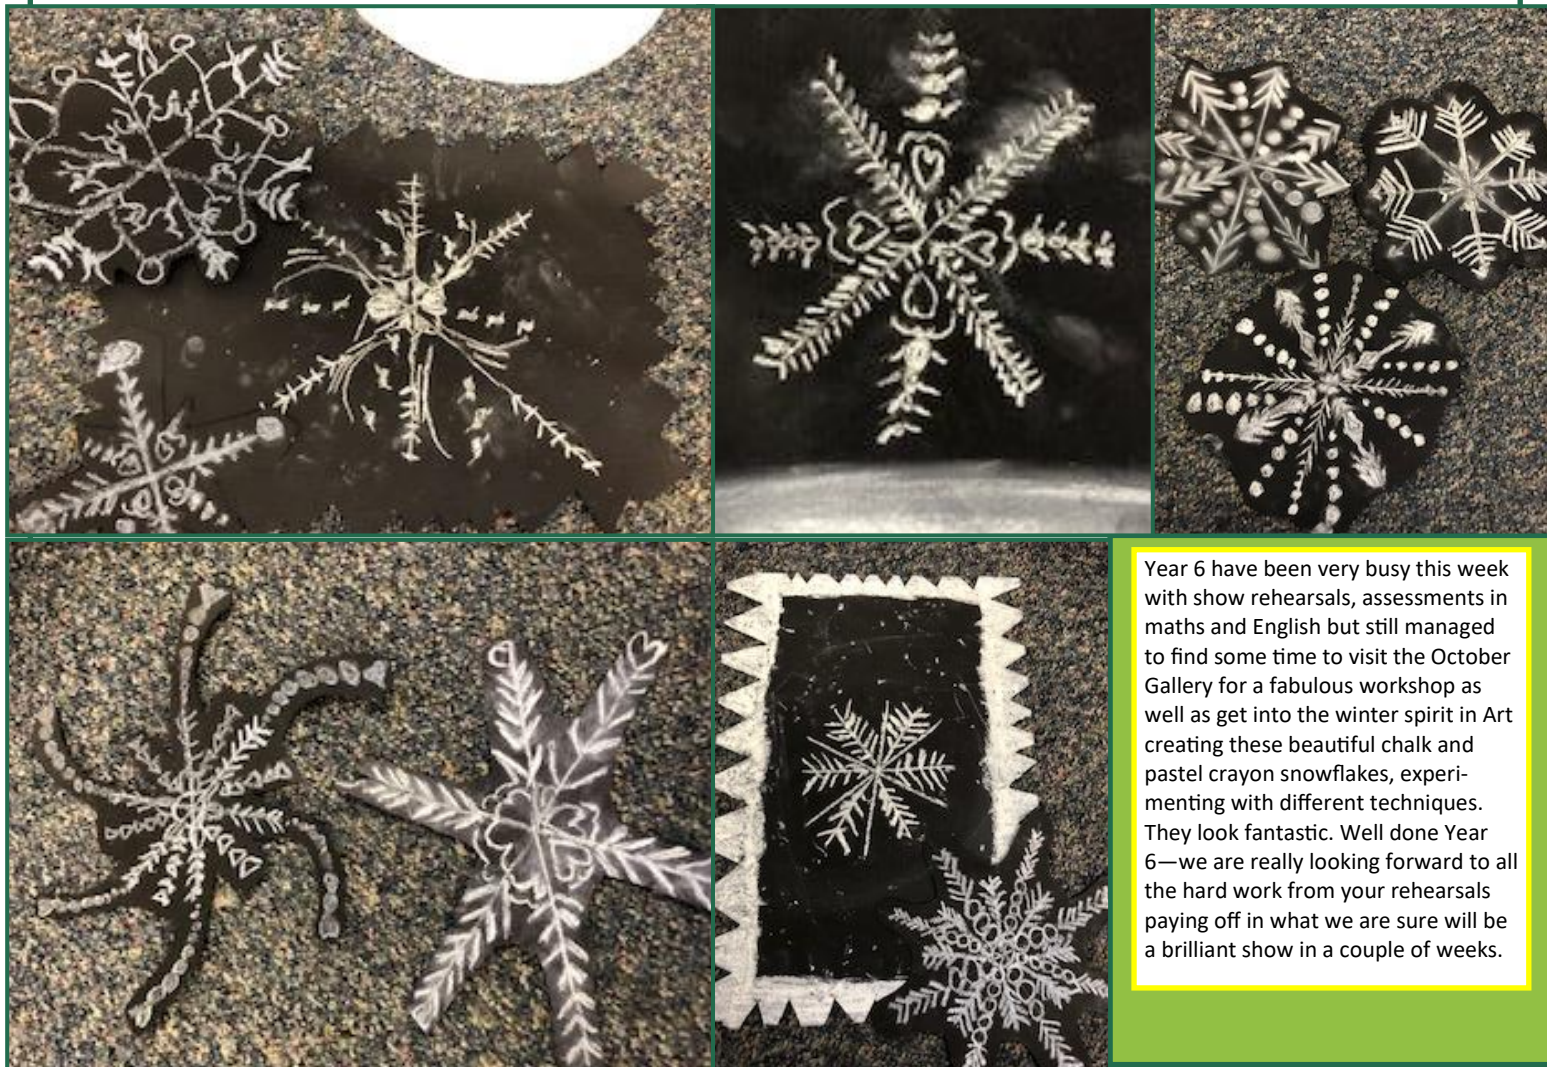 Year 6 have been very busy this week
with show rehearsals, assessments in
maths and English but still managed
to find some time to visit the October
Gallery for a fabulous workshop as
well as get into the winter spirit in Art
creating these beautiful chalk and
pastel crayon snowflakes, experi-
menting with different techniques.
They look fantastic. Well done Year
6—we are really looking forward to all
the hard work from your rehearsals
paying off in what we are sure will be
a brilliant show in a couple of weeks.